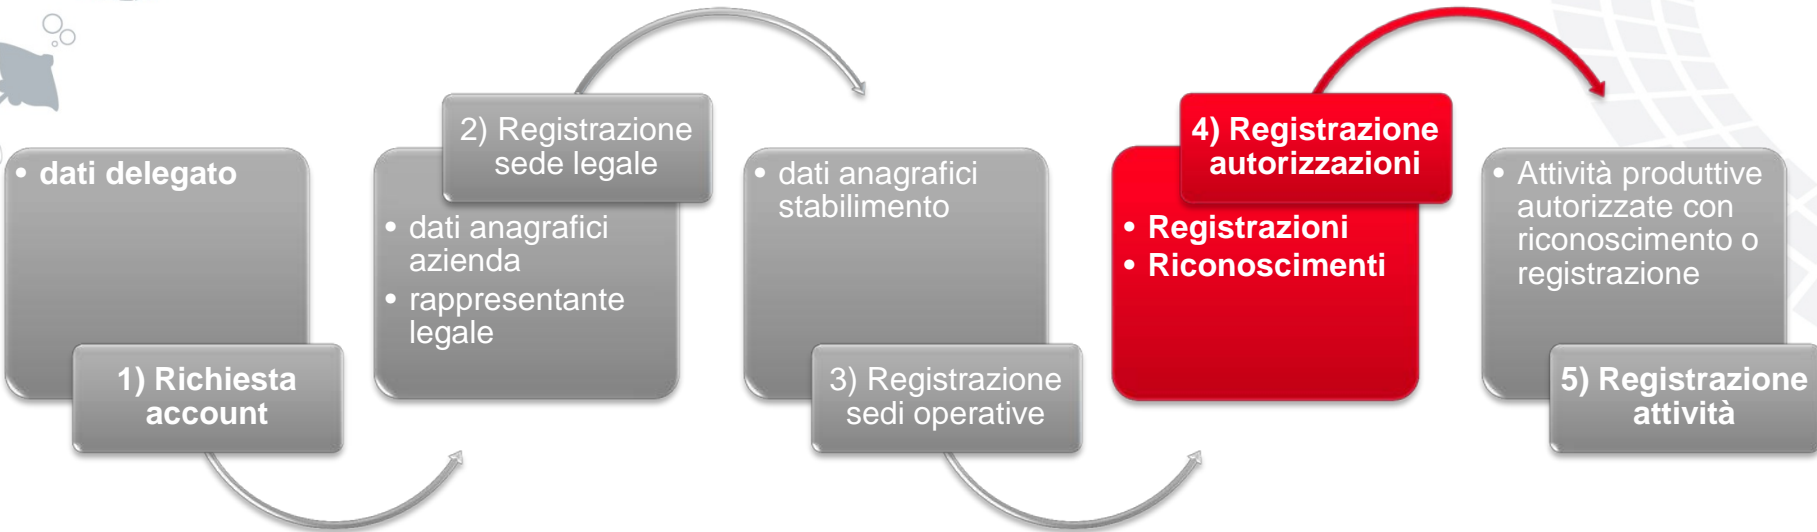 • dati delegato
1) Richiesta
account
2) Registrazione
sede legale
• dati anagrafici
azienda
• rappresentante
legale
• dati anagrafici
stabilimento
3) Registrazione
sedi operative
4) Registrazione
autorizzazioni
• Registrazioni
• Riconoscimenti
• Attività produttive
autorizzate con
riconoscimento o
registrazione
5) Registrazione
attività